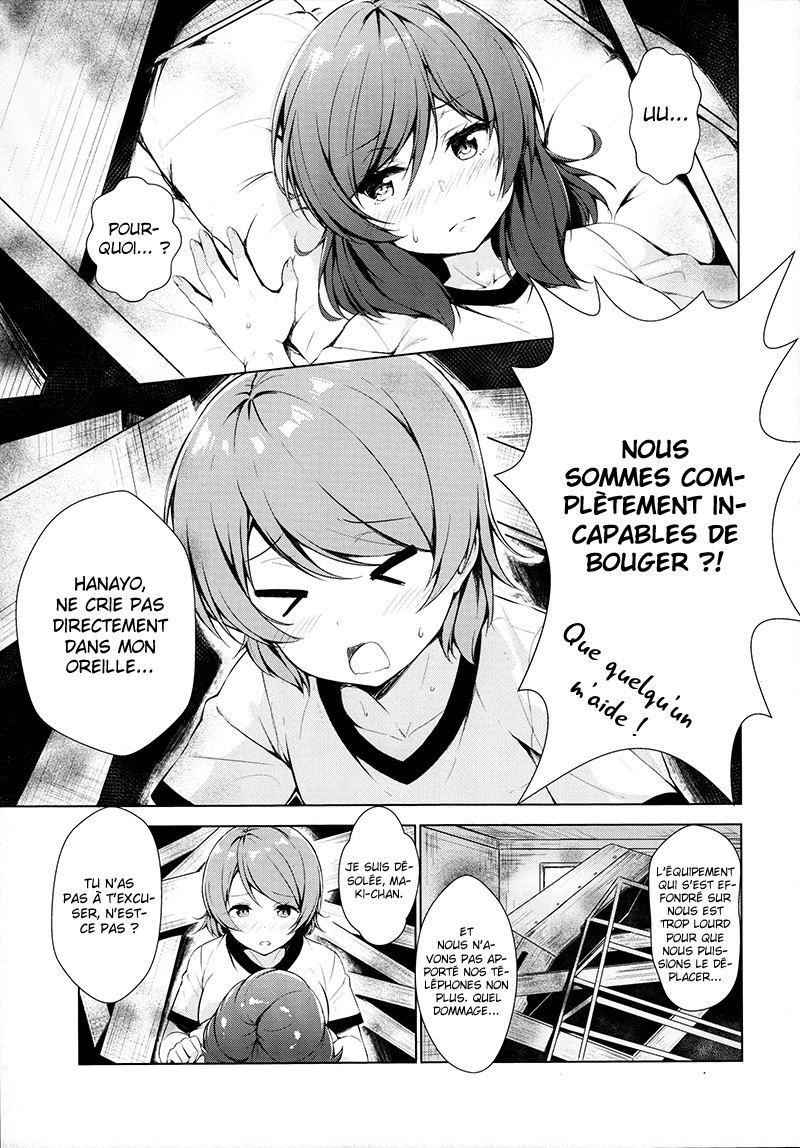 UU...
POUR-
QUOI... ?
NOUS
SOMMES COM-
PLÈTEMENT IN-
CAPABLES DE
BOUGER ?!
Que quelqu'un
m'aide !
HANAYO,
NE CRIE PAS
DIRECTEMENT
DANS MON
OREILLE...
L'ÉQUIPEMENT
QUI S'EST EF-
FONDRÉ SUR
NOUS EST
TROP LOURD
POUR QUE
NOUS PUIS-
SIONS LE DÉ-
PLACER...
ET
NOUS N'A-
VONS PAS AP-
PORTÉ NOS TÉ-
LÉPHONES NON
PLUS. QUEL
DOMMAGE...
JE SUIS DÉ-
SOLÉE, MA-
KI-CHAN.
TU N'AS
PAS À T'EXCU-
SER, N'EST-
CE PAS ?